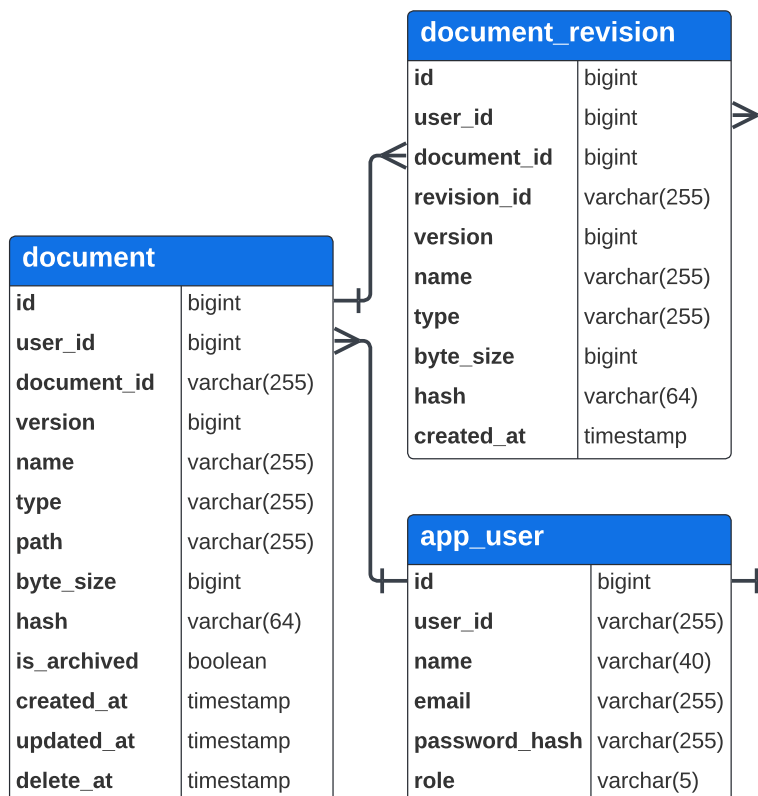 document_revision
id bigint
user_id bigint
document_id bigint
revision_id varchar(255)
version bigint
name varchar(255)
type varchar(255)
byte_size bigint
hash varchar(64)
created_at timestamp
document
id bigint
user_id bigint
document_id varchar(255)
version bigint
name varchar(255)
type varchar(255)
path varchar(255)
byte_size bigint
hash varchar(64)
is_archived boolean
created_at timestamp
updated_at timestamp
delete_at timestamp
app_user
id bigint
user_id varchar(255)
name varchar(40)
email varchar(255)
password_hash varchar(255)
role varchar(5)